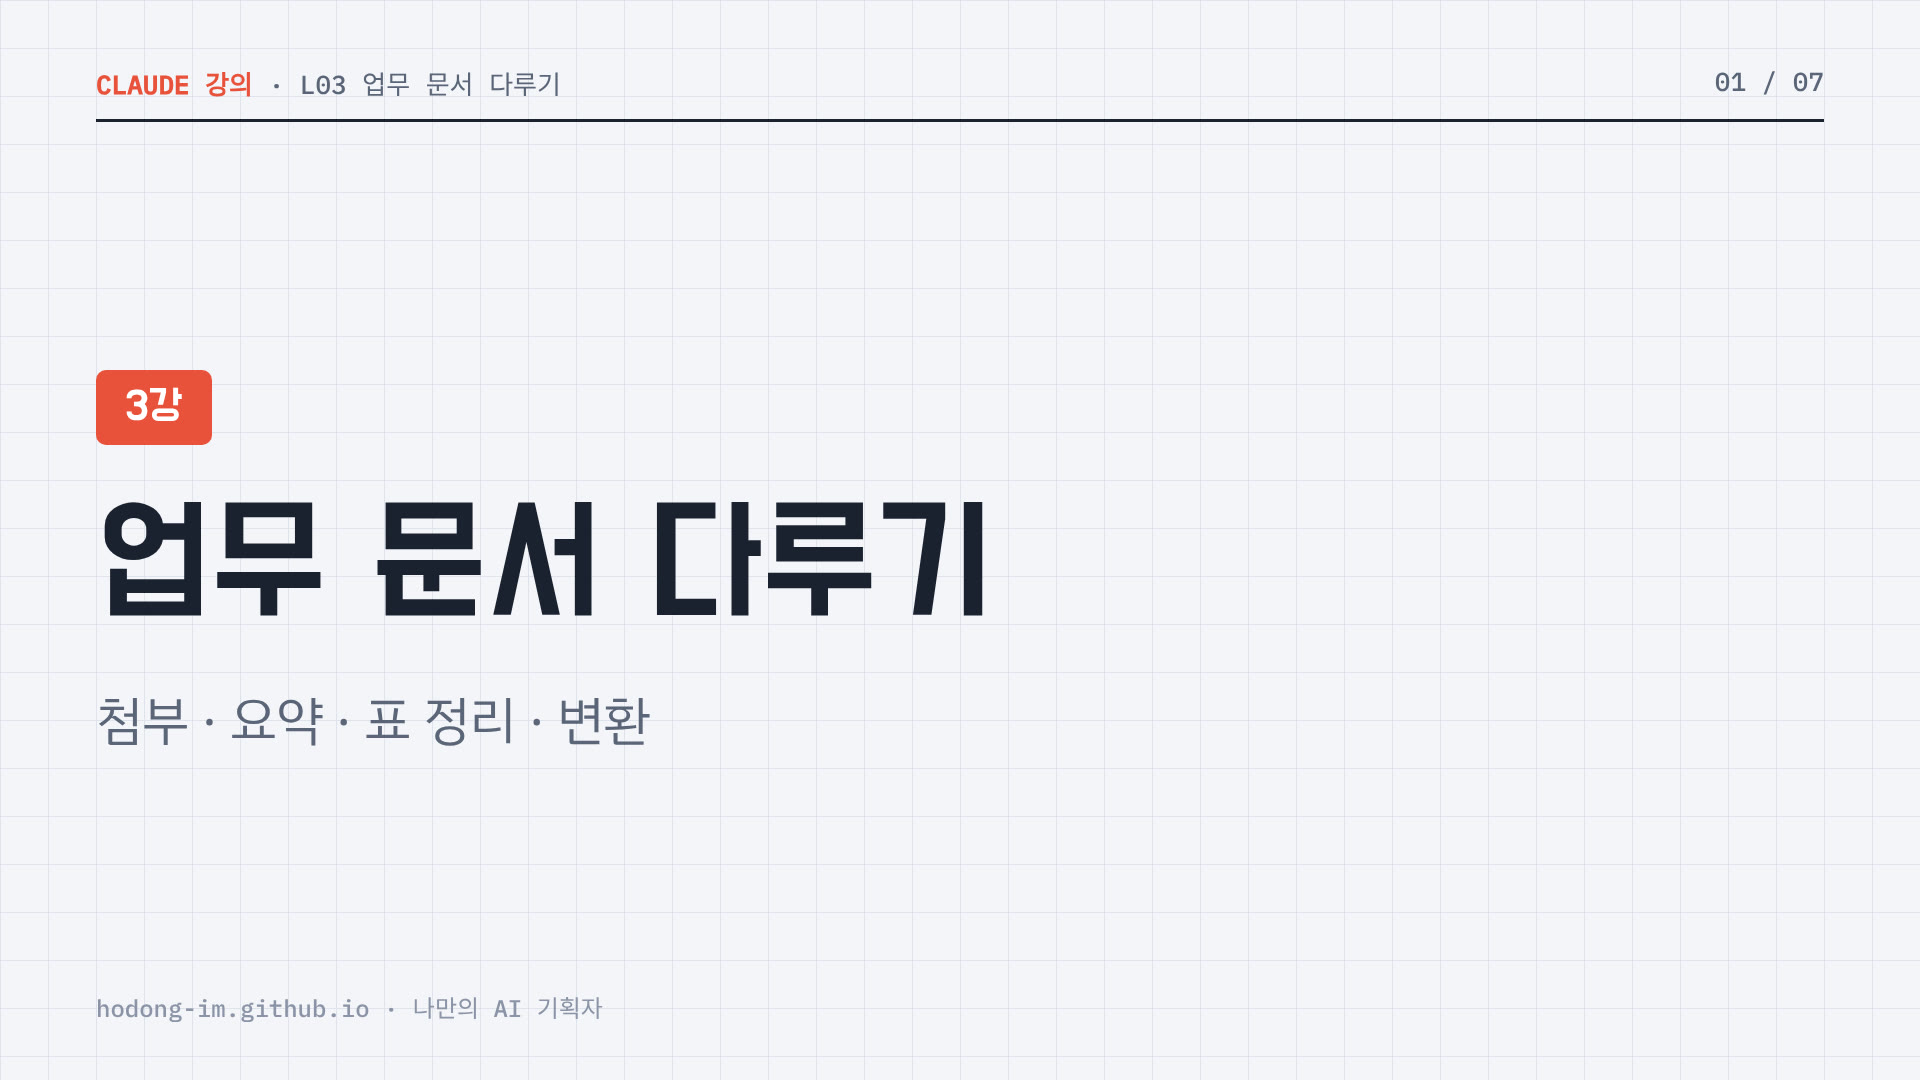 CLAUDE 강의 · L03 업무 문서 다루기
01 / 07
3강
업무 문서 다루기
첨부 · 요약 · 표 정리 · 변환
hodong-im.github.io · 나만의 AI 기획자